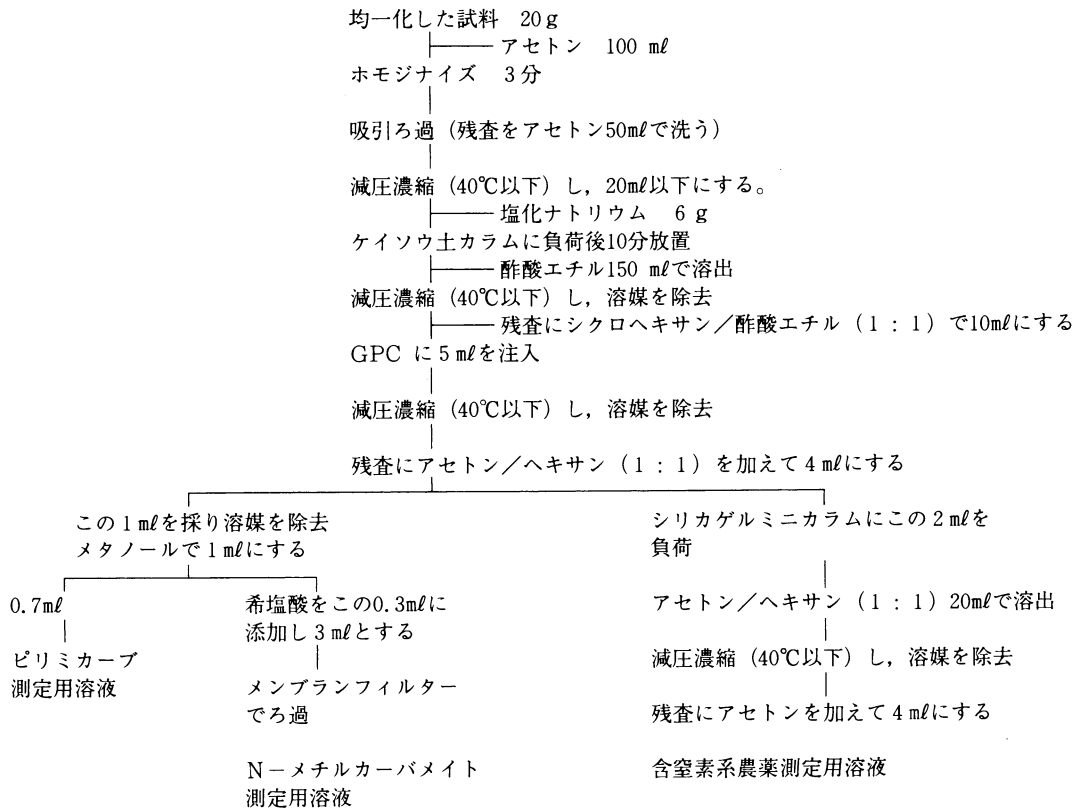 均一化した試料 20g
アセトン 100 mℓ
ホモジナイズ 3分
吸引ろ過（残査をアセトン50mℓで洗う）
減圧濃縮（40℃以下）し，20mℓ以下にする。
塩化ナトリウム 6g
ケイソウ土カラムに負荷後10分放置
酢酸エチル150 mℓで溶出
減圧濃縮（40℃以下）し，溶媒を除去
残査にシクロヘキサン／酢酸エチル（1：1）で10mℓにする
GPC に5mℓを注入
減圧濃縮（40℃以下）し，溶媒を除去
残査にアセトン／ヘキサン（1：1）を加えて4mℓにする
この1mℓを採り溶媒を除去
メタノールで1mℓにする
0.7mℓ
ピリミカーブ
測定用溶液
希塩酸をこの0.3mℓに
添加し3mℓとする
メンブランフィルター
でろ過
N－メチルカーバメイト
測定用溶液
シリカゲルミニカラムにこの2mℓを
負荷
アセトン／ヘキサン（1：1）20mℓで溶出
減圧濃縮（40℃以下）し，溶媒を除去
残査にアセトンを加えて4mℓにする
含窒素系農薬測定用溶液